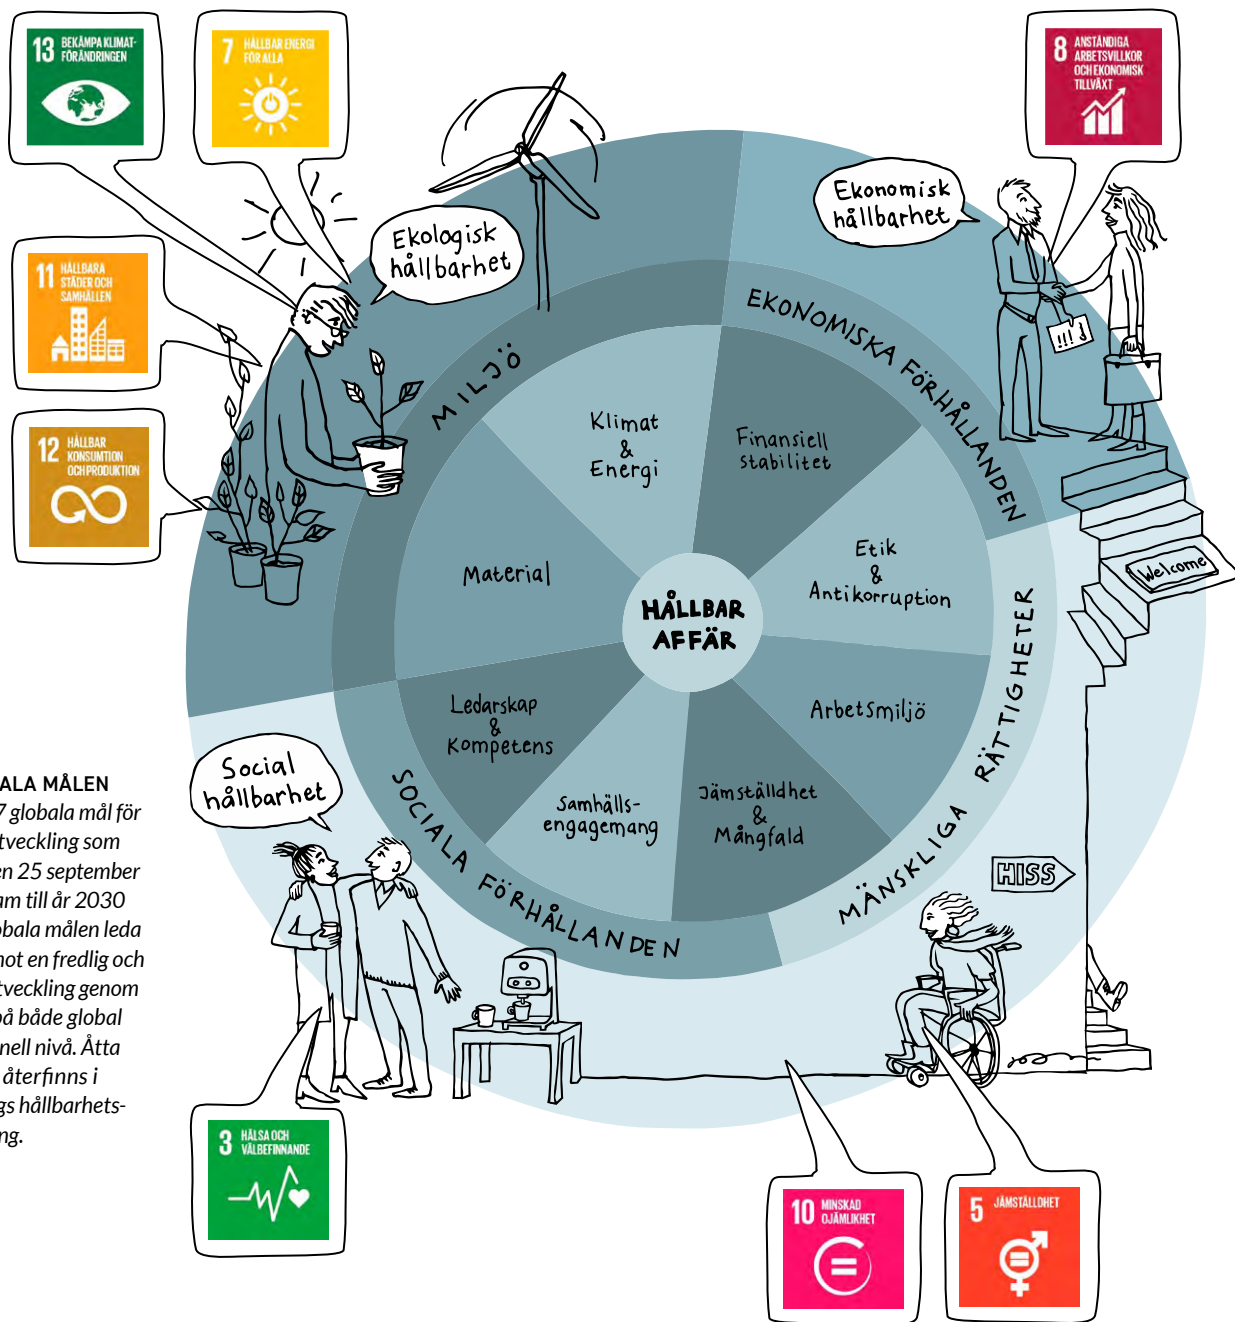 13 BEKÄMPA KLIMAT-
FÖRÄNDRINGEN
7 HÅLLBAR ENERGI
FÖR ALLA
8 ANSTÄNDIGA
ARBETSVILLKOR
OCH EKONOMISK
TILLVÄXT
11 HÅLLBARA
STÄDER OCH
SAMHÄLLEN
12 HÅLLBAR
KONSUMTION
OCH PRODUKTION
Ekologisk
hållbarhet
Ekonomisk
hållbarhet
MILJÖ
EKONOMISKA FÖRHÅLLANDEN
Klimat
&
Energi
Finansiell
stabilitet
Material
Etik
&
Antikorruption
HÅLLBAR
AFFÄR
Welcome
Ledarskap
&
Kompetens
Arbetsmiljö
Samhälls-
engagemang
Jämställdhet
&
Mångfald
SOCIALA FÖRHÅLLANDEN
MÄNSKLIGA RÄTTIGHETER
Social
hållbarhet
HISS
ALA MÅLEN
7 globala mål för
tveckling som
en 25 september
am till år 2030
obala målen leda
mot en fredlig och
tveckling genom
på både global
nell nivå. Åtta
återfinns i
gs hållbarhets-
ng.
3 HÄLSA OCH
VÄLBEFINNANDE
10 MINSKAD
OJÄMLIKHET
5 JÄMSTÄLLDHET